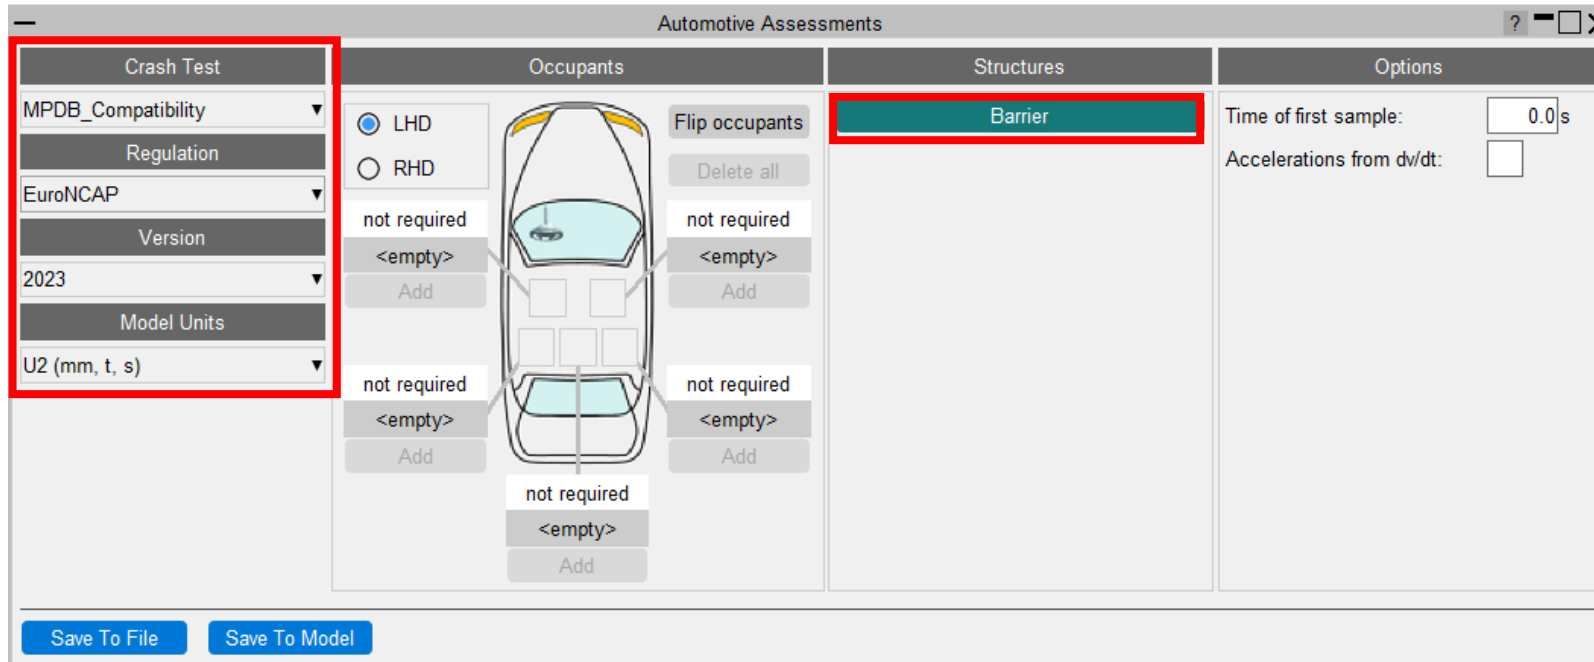 Automotive Assessments
?
Crash Test
MPDB_Compatibility
Regulation
EuroNCAP
Version
2023
Model Units
U2 (mm, t, s)
Occupants
LHD
RHD
Flip occupants
Delete all
not required
<empty>
Add
not required
<empty>
Add
not required
<empty>
Add
not required
<empty>
Add
not required
<empty>
Add
Structures
Barrier
Options
Time of first sample: 0.0 s
Accelerations from dv/dt:
Save To File
Save To Model